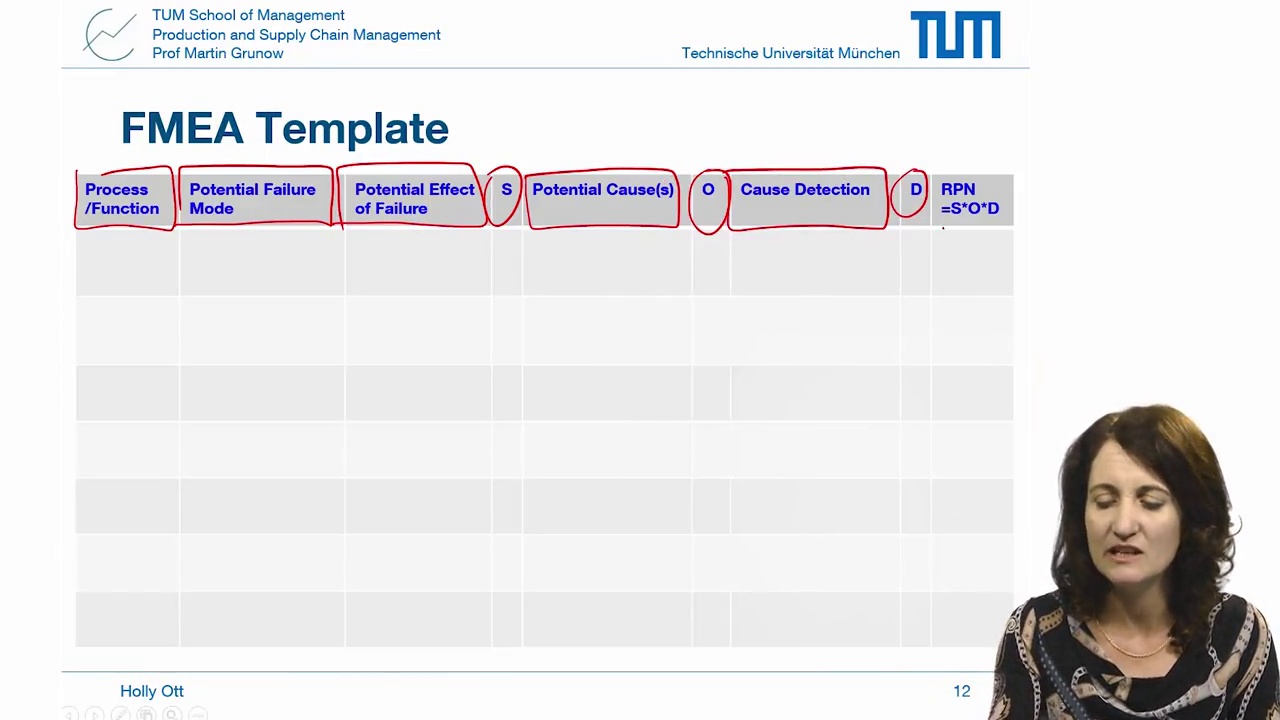 TUM School of Management
Production and Supply Chain Management
Prof Martin Grunow
Technische Universität München
TUM
FMEA Template
Process
/Function
Potential Failure
Mode
Potential Effect
of Failure
S
Potential Cause(s)
O
Cause Detection
D
RPN
=S*O*D
Holly Ott
12